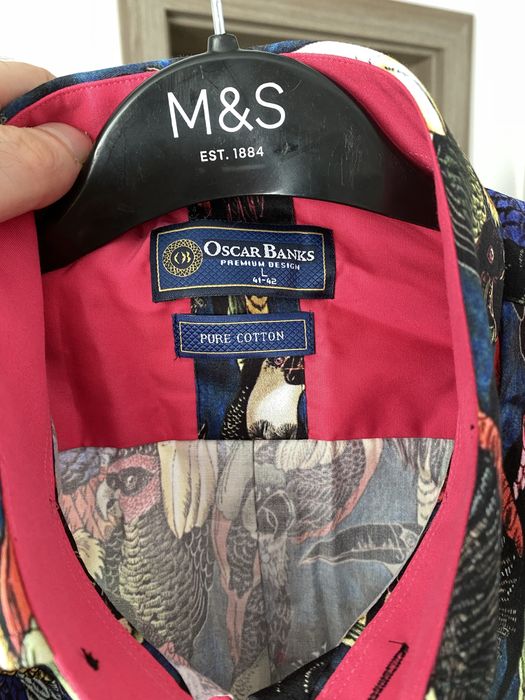 M&S
EST. 1884
OB
OSCAR BANKS
PREMIUM DESIGN
L
41-42
PURE COTTON